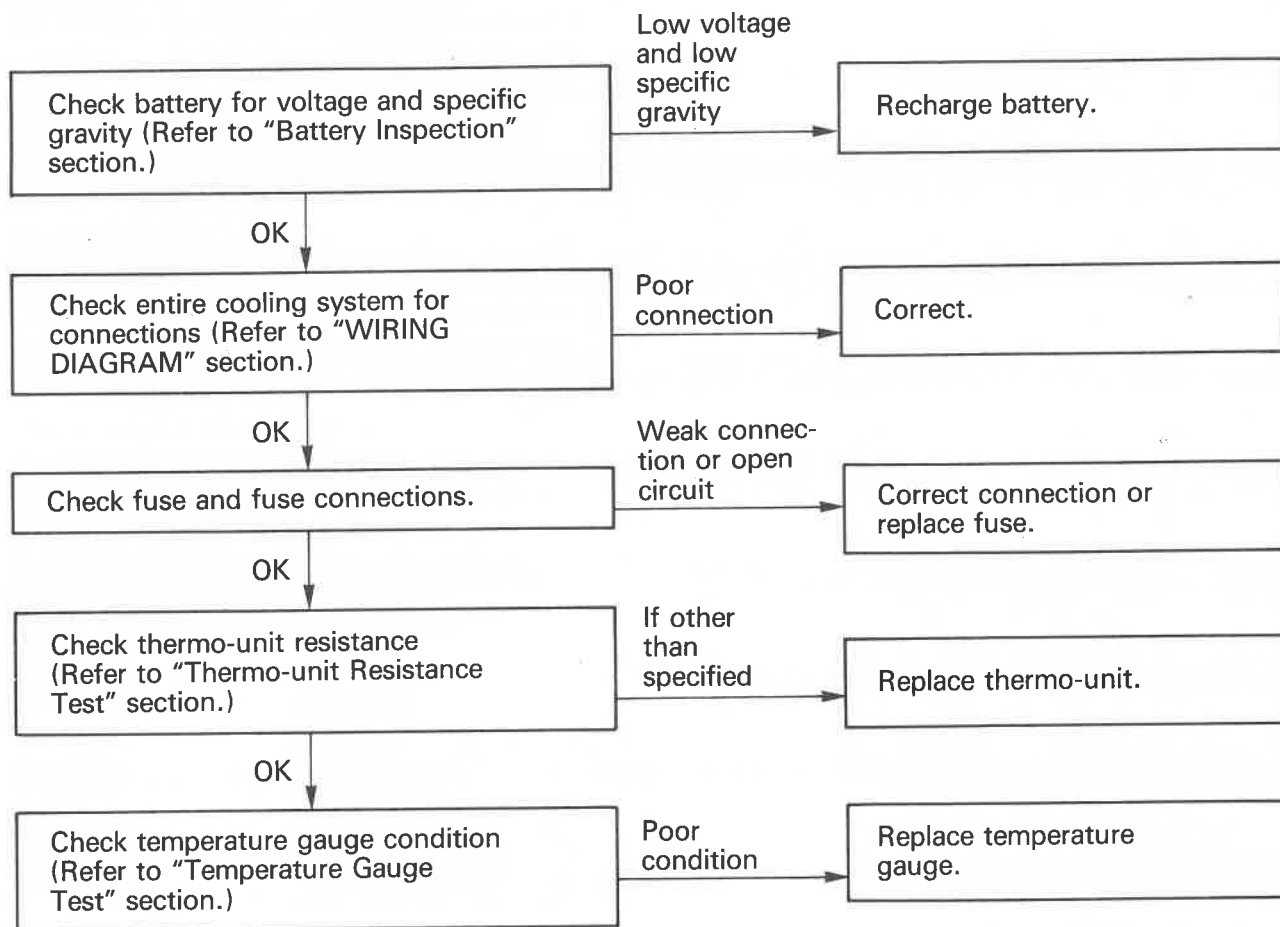 Low voltage
and low
specific
gravity
Check battery for voltage and specific
gravity (Refer to “Battery Inspection”
section.)
Recharge battery.
OK
Check entire cooling system for
connections (Refer to “WIRING
DIAGRAM” section.)
Poor
connection
Correct.
OK
Weak connec-
tion or open
circuit
Check fuse and fuse connections.
Correct connection or
replace fuse.
OK
Check thermo-unit resistance
(Refer to “Thermo-unit Resistance
Test” section.)
If other
than
specified
Replace thermo-unit.
OK
Check temperature gauge condition
(Refer to “Temperature Gauge
Test” section.)
Poor
condition
Replace temperature
gauge.